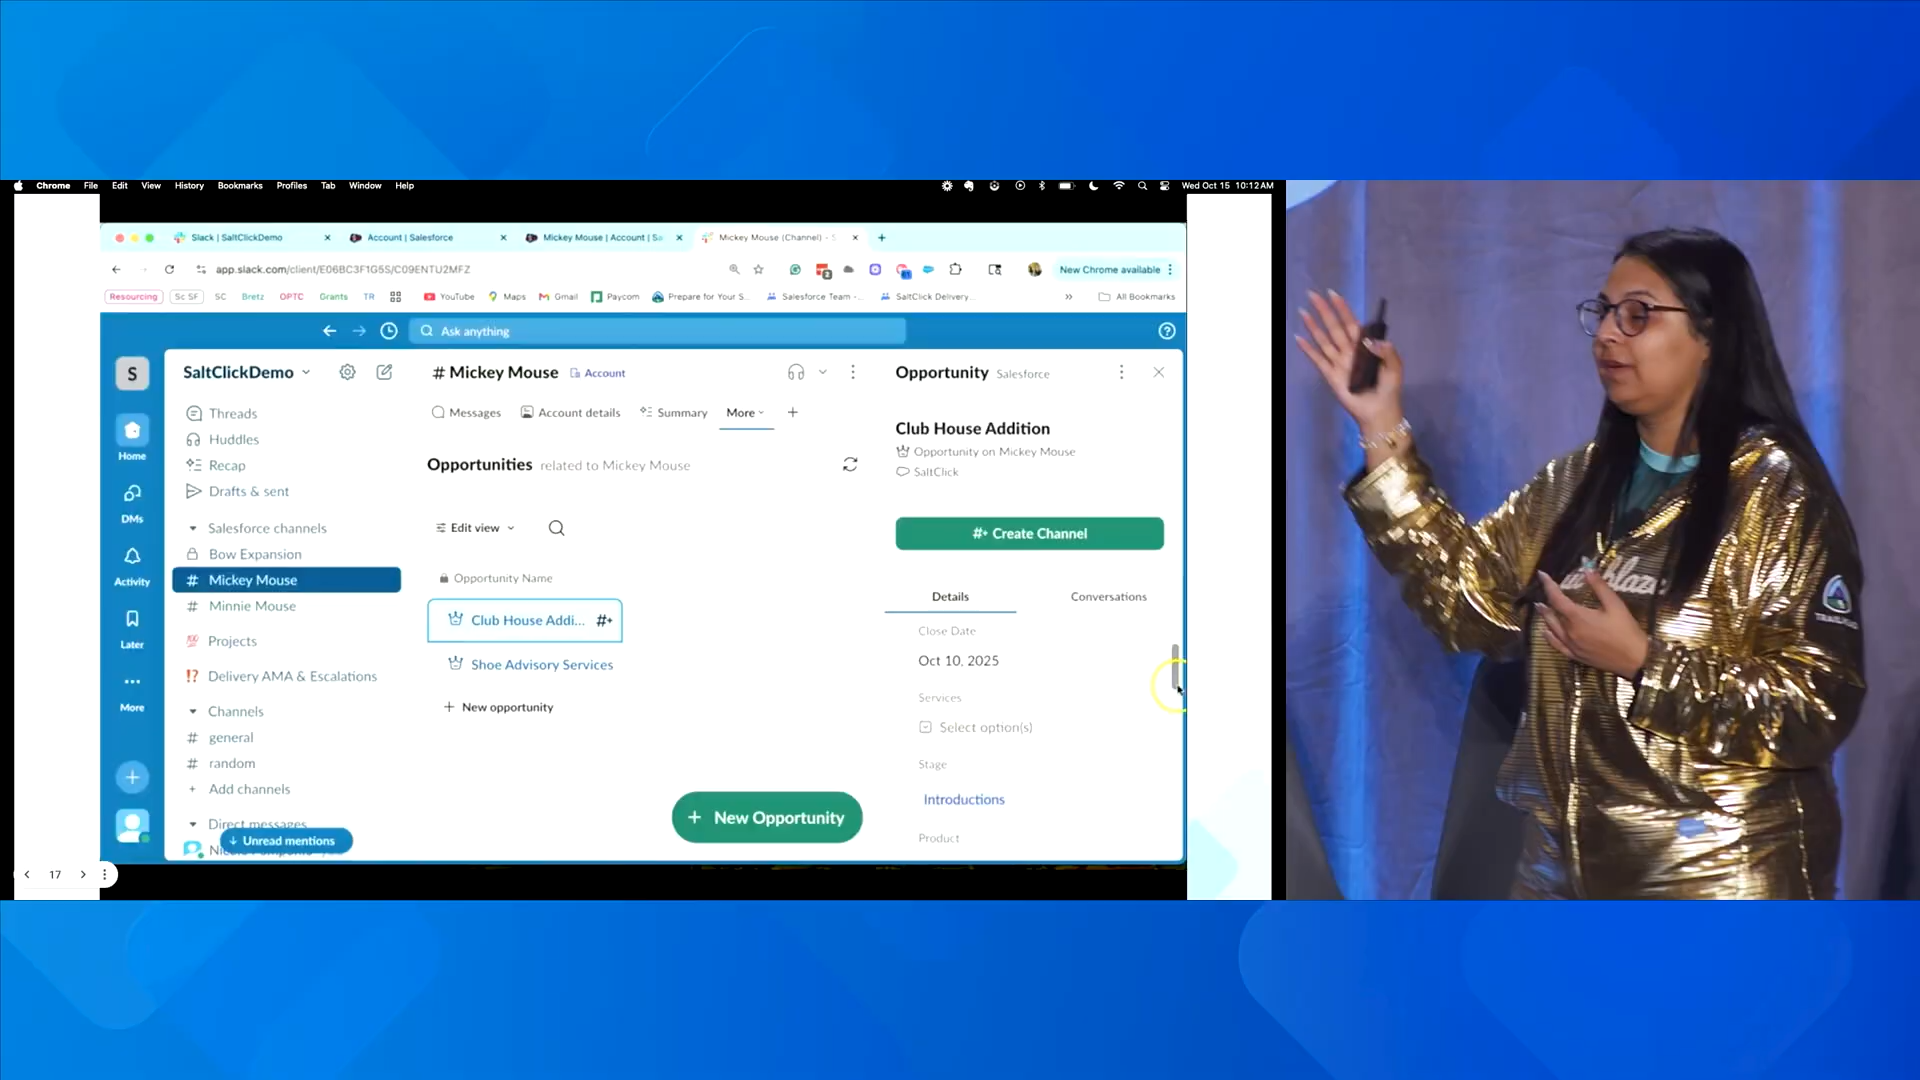 Chrome File Edit View History Bookmarks Profiles Tab Window Help
Wed Oct 15 10:12 AM
Slack | SaltClickDemo
Account | Salesforce
Mickey Mouse | Account | Sa
Mickey Mouse (Channel) - S
app.slack.com/client/E06BC3F1G5S/C09ENTU2MFZ
New Chrome available
Resourcing
Sc SF
SC
Bretz
OPTC
Grants
TR
YouTube
Maps
Gmail
Paycom
Prepare for Your S...
Salesforce Team -...
SaltClick Delivery...
All Bookmarks
Ask anything
S
Home
DMs
Activity
Later
More
SaltClickDemo
Threads
Huddles
Recap
Drafts & sent
Salesforce channels
Bow Expansion
# Mickey Mouse
# Minnie Mouse
Projects
Delivery AMA & Escalations
Channels
# general
# random
+ Add channels
Direct messages
Unread mentions
# Mickey Mouse
Account
Messages
Account details
Summary
More
Opportunities related to Mickey Mouse
Edit view
Opportunity Name
Club House Addi...
Shoe Advisory Services
+ New opportunity
+ New Opportunity
Opportunity Salesforce
Club House Addition
Opportunity on Mickey Mouse
SaltClick
Create Channel
Details
Conversations
Close Date
Oct 10, 2025
Services
Select option(s)
Stage
Introductions
Product
17